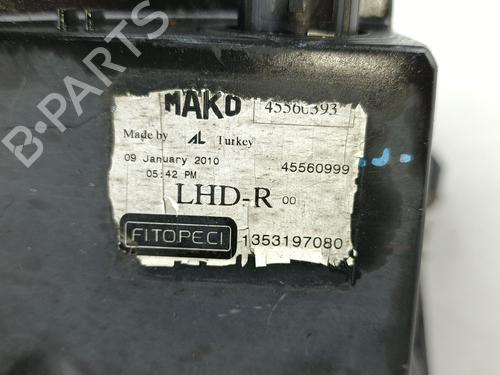 B-PARTS
MAKO 45560393
Made by AL Turkey
09 January 2010 45560999
05:42 PM
LHD-R 00
FITOPECI 1353197080